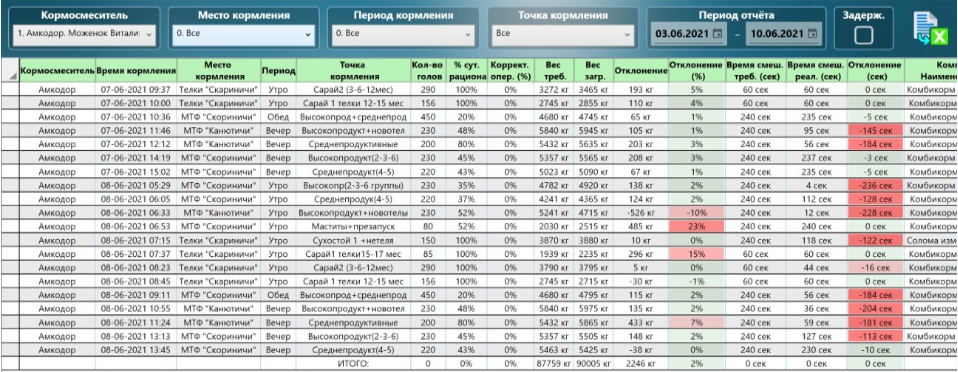 Кормосмеситель Место кормления Период кормления Точка кормления Период отчёта Задерж.
1. Амкодор. Моженок Витали 0. Все 0. Все Все 03.06.2021 - 10.06.2021
Кормосмеситель Время кормления Место кормления Период Точка кормления Кол-во голов % сут. рациона Коррект. опер. (%) Вес треб. Вес загр. Отклонение Отклонение (%) Время смеш. треб. (сек) Время смеш. реал. (сек) Отклонение (сек) Комп Наимено
Амкодор 07-06-2021 09:37 Телки "Скариничи" Утро Сарай2 (3-6-12мес) 290 100% 0% 3272 кг 3465 кг 193 кг 5% 60 сек 60 сек 0 сек Комбикорм
Амкодор 07-06-2021 10:00 Телки "Скариничи" Утро Сарай 1 телки 12-15 мес 156 100% 0% 2745 кг 2855 кг 110 кг 4% 60 сек 60 сек 0 сек Комбикорм
Амкодор 07-06-2021 10:36 МТФ "Скориничи" Обед Высокопрод+среднепрод 450 20% 0% 4680 кг 4745 кг 65 кг 1% 240 сек 235 сек -5 сек Комбикорм
Амкодор 07-06-2021 11:46 МТФ "Канотичи" Вечер Высокопродукт+новотел 230 48% 0% 5840 кг 5945 кг 105 кг 1% 240 сек 95 сек -145 сек Комбикорм
Амкодор 07-06-2021 12:12 МТФ "Канютичи" Вечер Среднепродуктивные 200 80% 0% 5432 кг 5635 кг 203 кг 3% 240 сек 56 сек -184 сек Комбикорм
Амкодор 07-06-2021 14:19 МТФ "Скориничи" Вечер Высокопродукт(2-3-6) 230 45% 0% 5357 кг 5565 кг 208 кг 3% 240 сек 237 сек -3 сек Комбикорм
Амкодор 07-06-2021 15:02 МТФ "Скориничи" Вечер Среднепродукт(4-5) 220 43% 0% 5023 кг 5090 кг 67 кг 1% 240 сек 235 сек -5 сек Комбикорм
Амкодор 08-06-2021 05:29 МТФ "Скориничи" Утро Высокопр(2-3-6 группы) 230 35% 0% 4782 кг 4920 кг 138 кг 2% 240 сек 4 сек -236 сек Комбикорм
Амкодор 08-06-2021 06:05 МТФ "Скориничи" Утро Среднепродук(4-5) 220 37% 0% 4241 кг 4365 кг 124 кг 2% 240 сек 112 сек -128 сек Комбикорм
Амкодор 08-06-2021 06:33 МТФ "Канотичи" Утро Высокопродукт+новотелы 230 52% 0% 5241 кг 4715 кг -526 кг -10% 240 сек 12 сек -228 сек Комбикорм
Амкодор 08-06-2021 06:53 МТФ "Канютичи" Утро Маститы+презапуск 80 52% 0% 2030 кг 2515 кг 485 кг 23% 240 сек 240 сек 0 сек Комбикорм
Амкодор 08-06-2021 07:15 Телки "Скариничи" Утро Сухостой 1 +нетеля 150 100% 0% 3870 кг 3880 кг 10 кг 0% 240 сек 118 сек -122 сек Солома изм
Амкодор 08-06-2021 07:37 Телки "Скариничи" Утро Сарай1 телки15-17 мес 85 100% 0% 1939 кг 2235 кг 296 кг 15% 60 сек 60 сек 0 сек Комбикорм
Амкодор 08-06-2021 08:23 Телки "Скариничи" Утро Сарай2 (3-6-12мес) 290 100% 0% 3790 кг 3795 кг 5 кг 0% 60 сек 44 сек -16 сек Комбикорм
Амкодор 08-06-2021 08:45 Телки "Скариничи" Утро Сарай 1 телки 12-15 мес 156 100% 0% 2745 кг 2715 кг -30 кг -1% 60 сек 60 сек 0 сек Комбикорм
Амкодор 08-06-2021 09:11 МТФ "Скориничи" Обед Высокопрод+среднепрод 450 20% 0% 4680 кг 4795 кг 115 кг 2% 240 сек 56 сек -184 сек Комбикорм
Амкодор 08-06-2021 10:55 МТФ "Канютичи" Вечер Высокопродукт+новотел 230 48% 0% 5840 кг 5975 кг 135 кг 2% 240 сек 36 сек -204 сек Комбикорм
Амкодор 08-06-2021 11:24 МТФ "Канотичи" Вечер Среднепродуктивные 200 80% 0% 5432 кг 5865 кг 433 кг 7% 240 сек 59 сек -181 сек Комбикорм
Амкодор 08-06-2021 13:13 МТФ "Скориничи" Вечер Высокопродукт(2-3-6) 230 45% 0% 5357 кг 5505 кг 148 кг 2% 240 сек 127 сек -113 сек Комбикорм
Амкодор 08-06-2021 13:45 МТФ "Скориничи" Вечер Среднепродукт(4-5) 220 43% 0% 5463 кг 5425 кг -38 кг 0% 240 сек 230 сек -10 сек Комбикорм
ИТОГО: 0 0% 0% 87759 кг 90005 кг 2246 кг 2% 0 сек 0 сек 0 сек